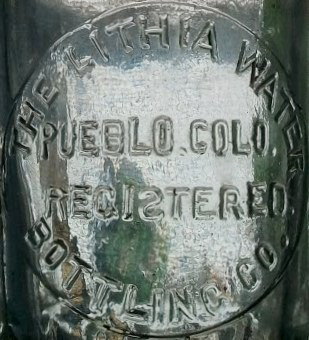 THE LITHIA WATER
PUEBLO. COLO.
REGISTERED.
BOTTLING CO.